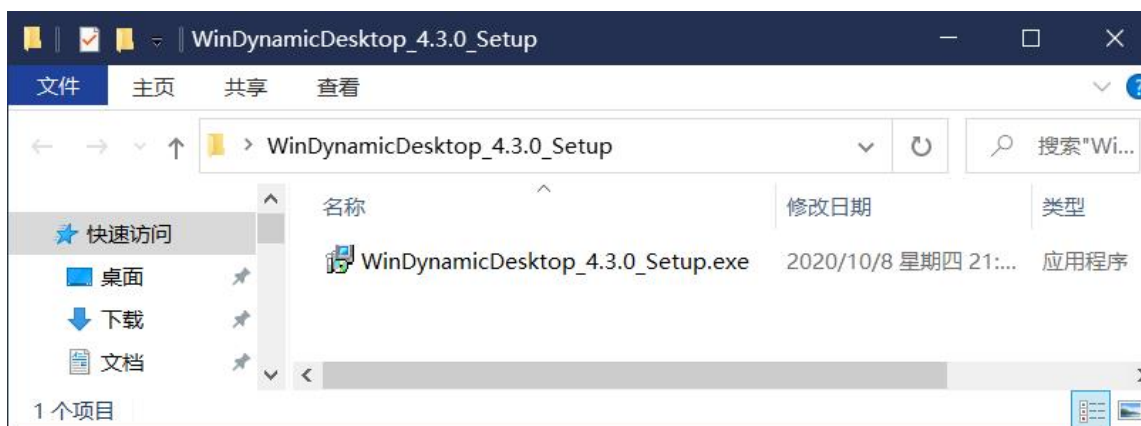 WinDynamicDesktop_4.3.0_Setup
文件 主页 共享 查看
WinDynamicDesktop_4.3.0_Setup 搜索"Wi...
名称 修改日期 类型
快速访问
WinDynamicDesktop_4.3.0_Setup.exe 2020/10/8 星期四 21:... 应用程序
桌面
下载
文档
1 个项目